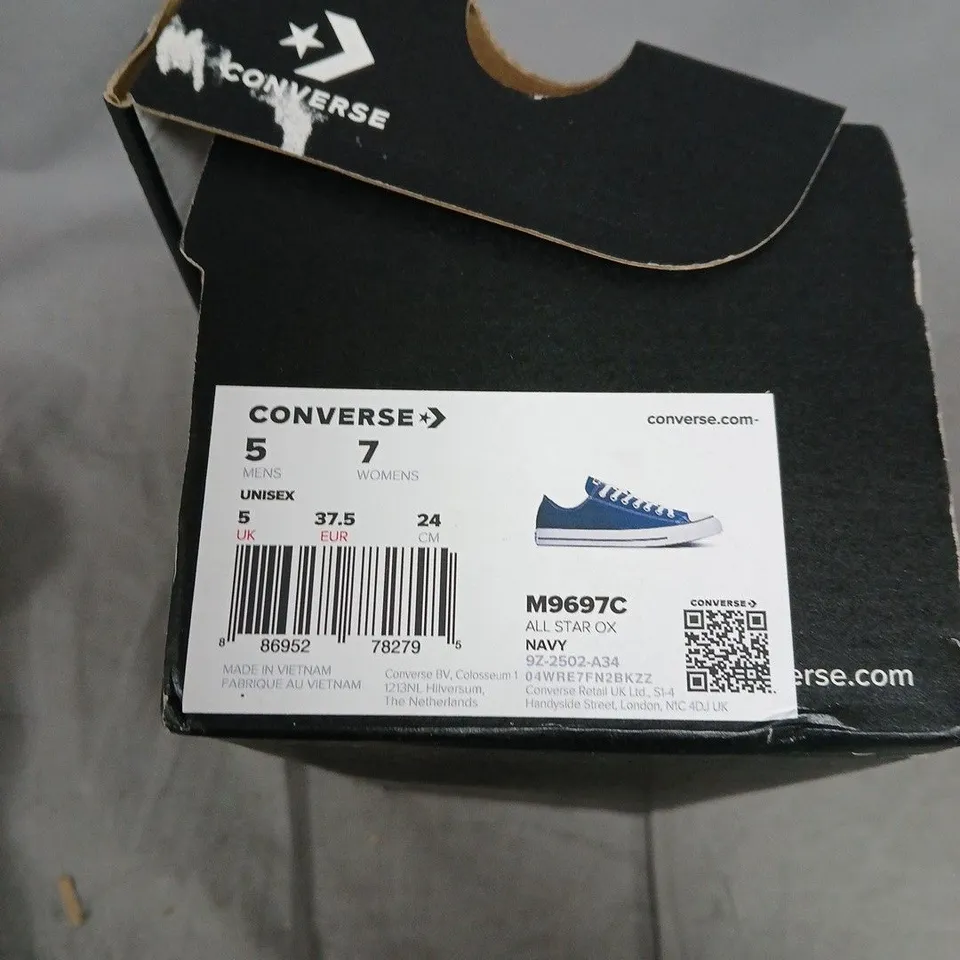 CONVERSE
CONVERSE
converse.com-
5 7
MENS WOMENS
UNISEX
5 37.5 24
UK EUR CM
8 86952 78279 5
MADE IN VIETNAM
FABRIQUE AU VIETNAM
Converse BV, Colosseum 1
1213NL Hilversum,
The Netherlands
M9697C
ALL STAR OX
NAVY
9Z-2502-A34
04WRE7FN2BKZZ
Converse Retail UK Ltd., S1-4
Handyside Street, London, N1C 4DJ UK
CONVERSE
erse.com